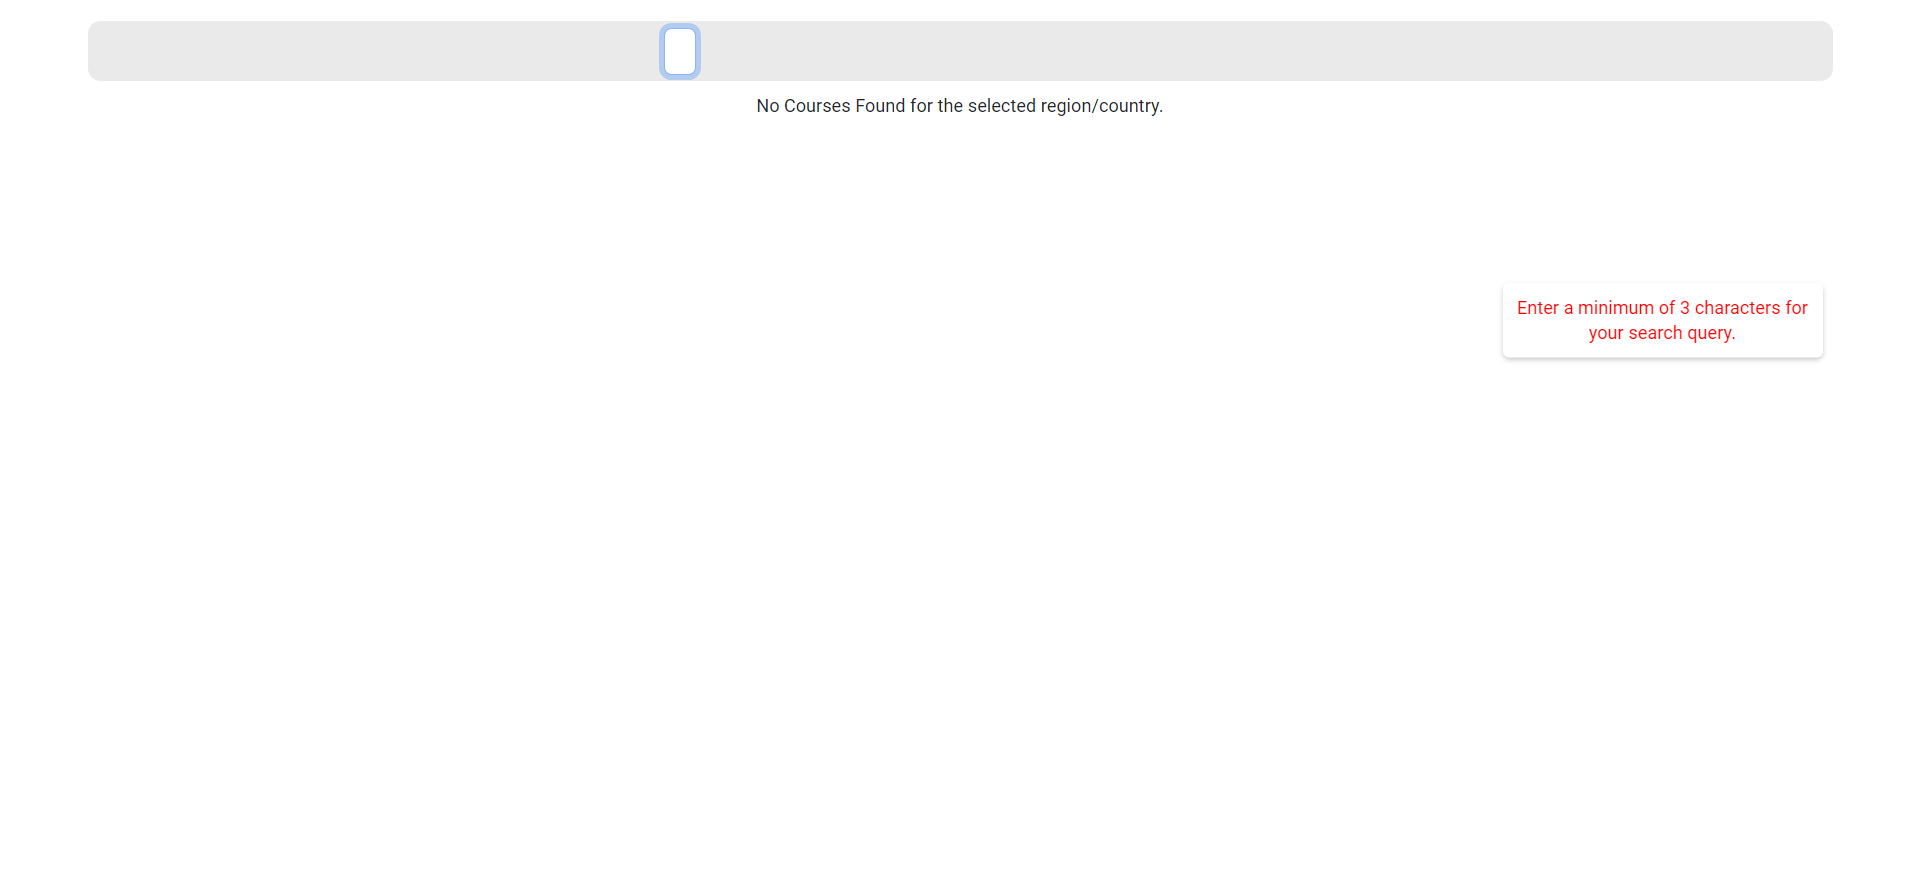 No Courses Found for the selected region/country.
Enter a minimum of 3 characters for
your search query.